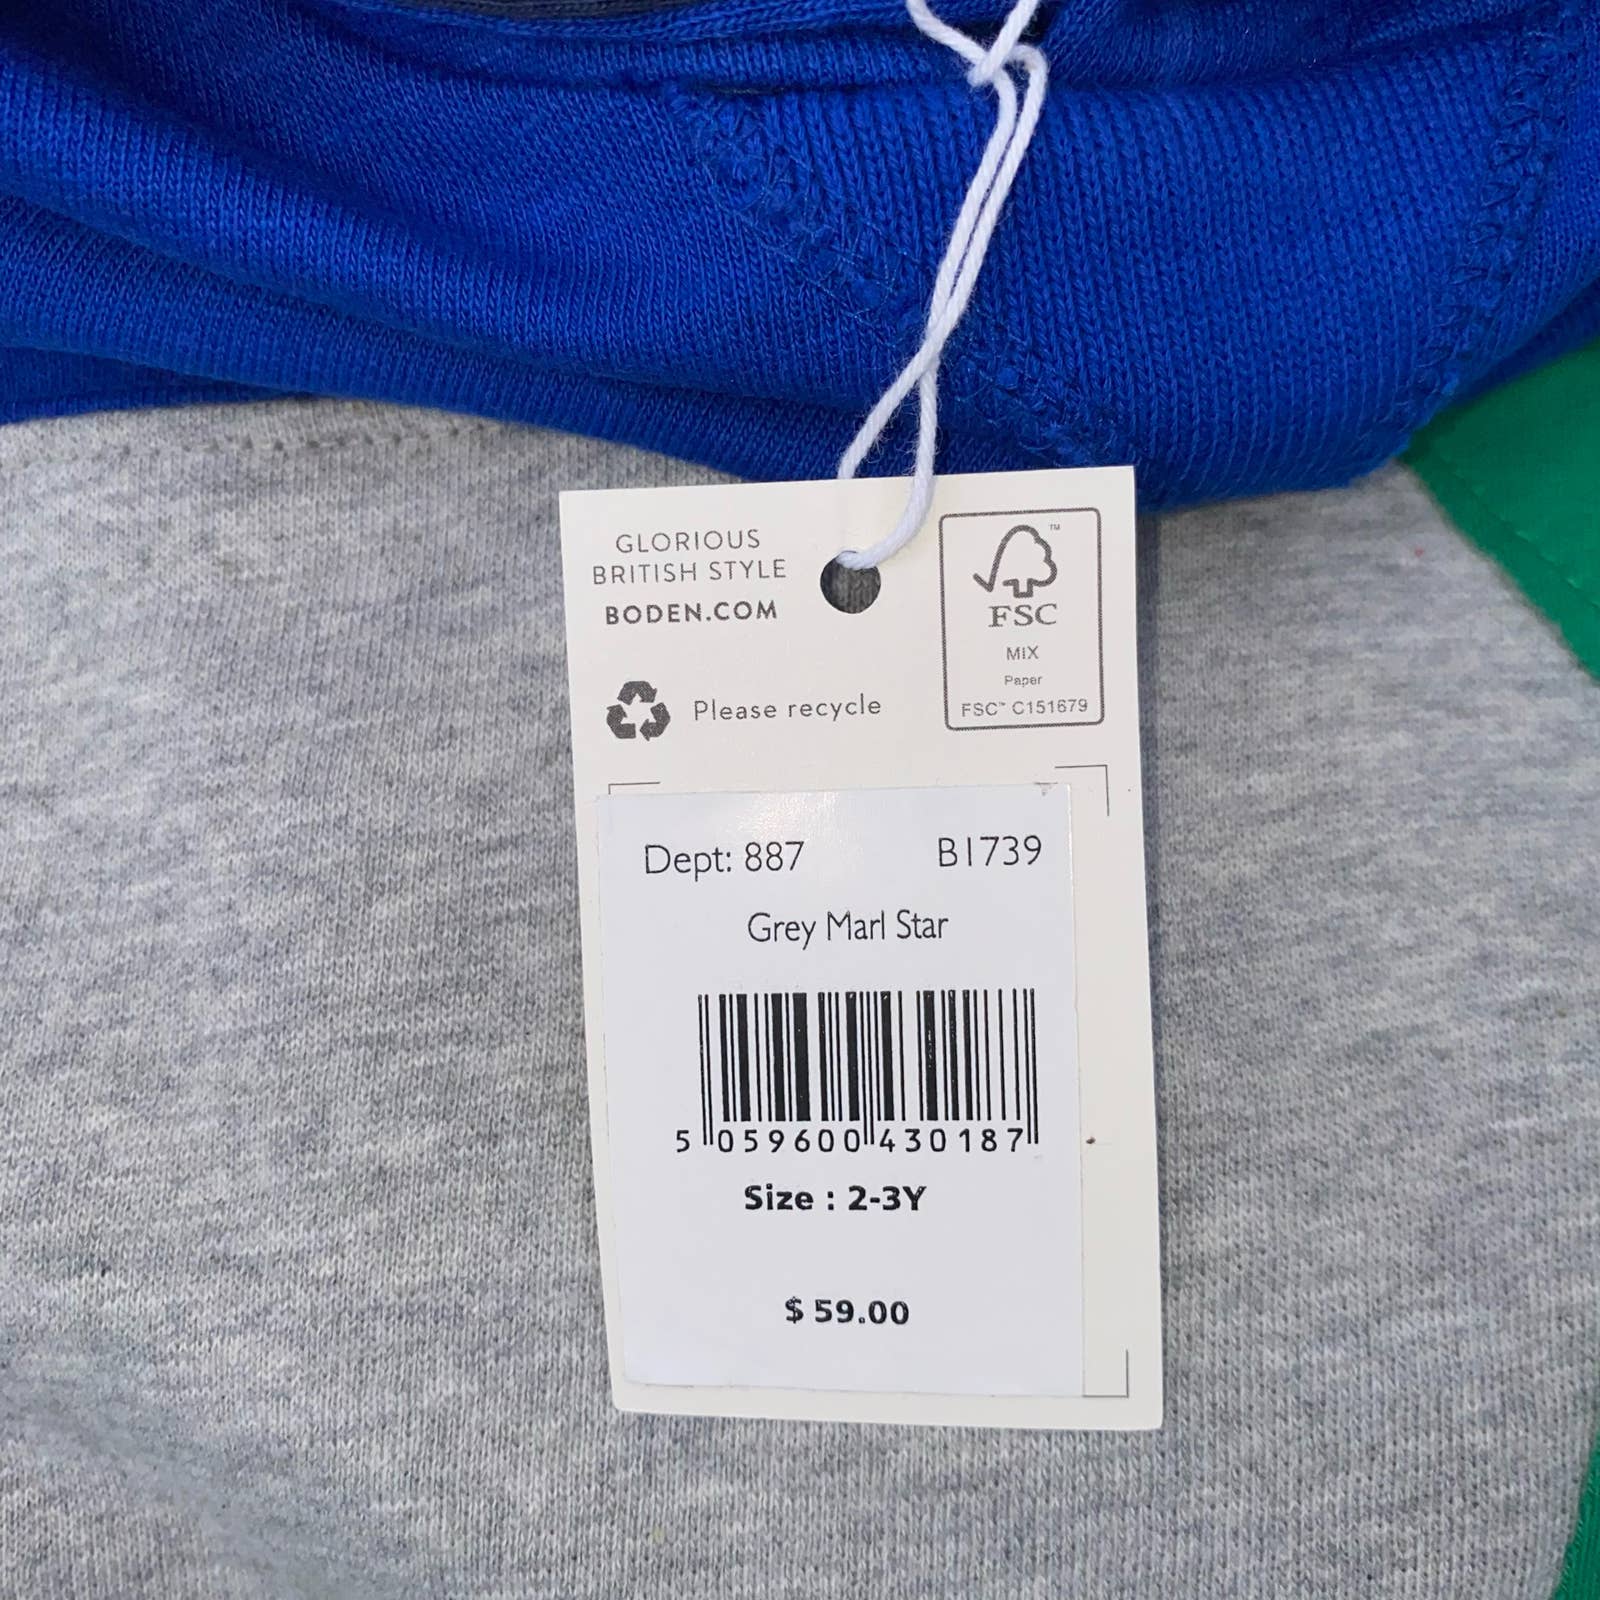 GLORIOUS
BRITISH STYLE
BODEN.COM
Please recycle
™
FSC
MIX
Paper
FSC™ C151679
Dept: 887 B1739
Grey Marl Star
5 059600 430187
Size : 2-3Y
$ 59.00